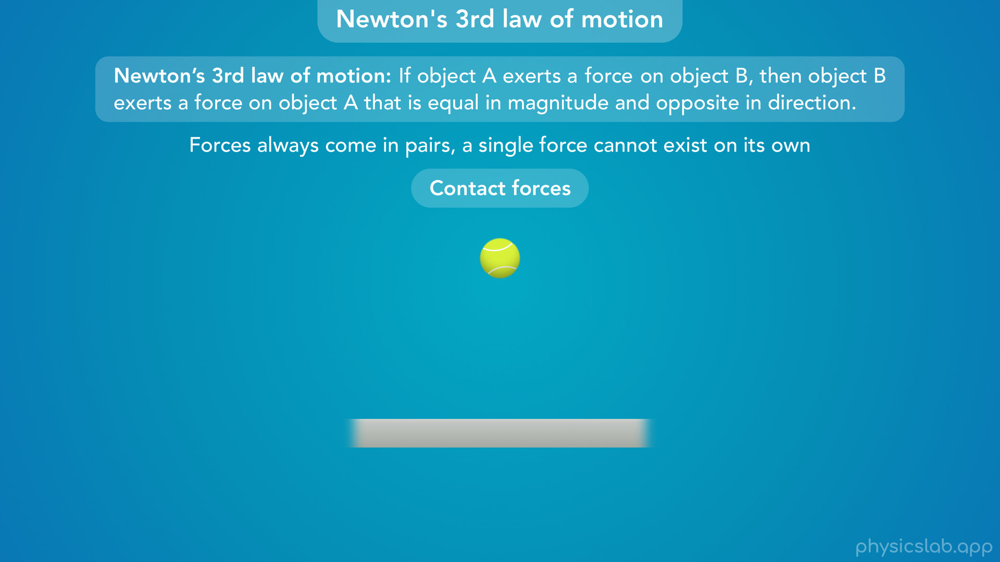 Newton's 3rd law of motion
Newton’s 3rd law of motion: If object A exerts a force on object B, then object B
exerts a force on object A that is equal in magnitude and opposite in direction.
Forces always come in pairs, a single force cannot exist on its own
Contact forces
physicslab.app